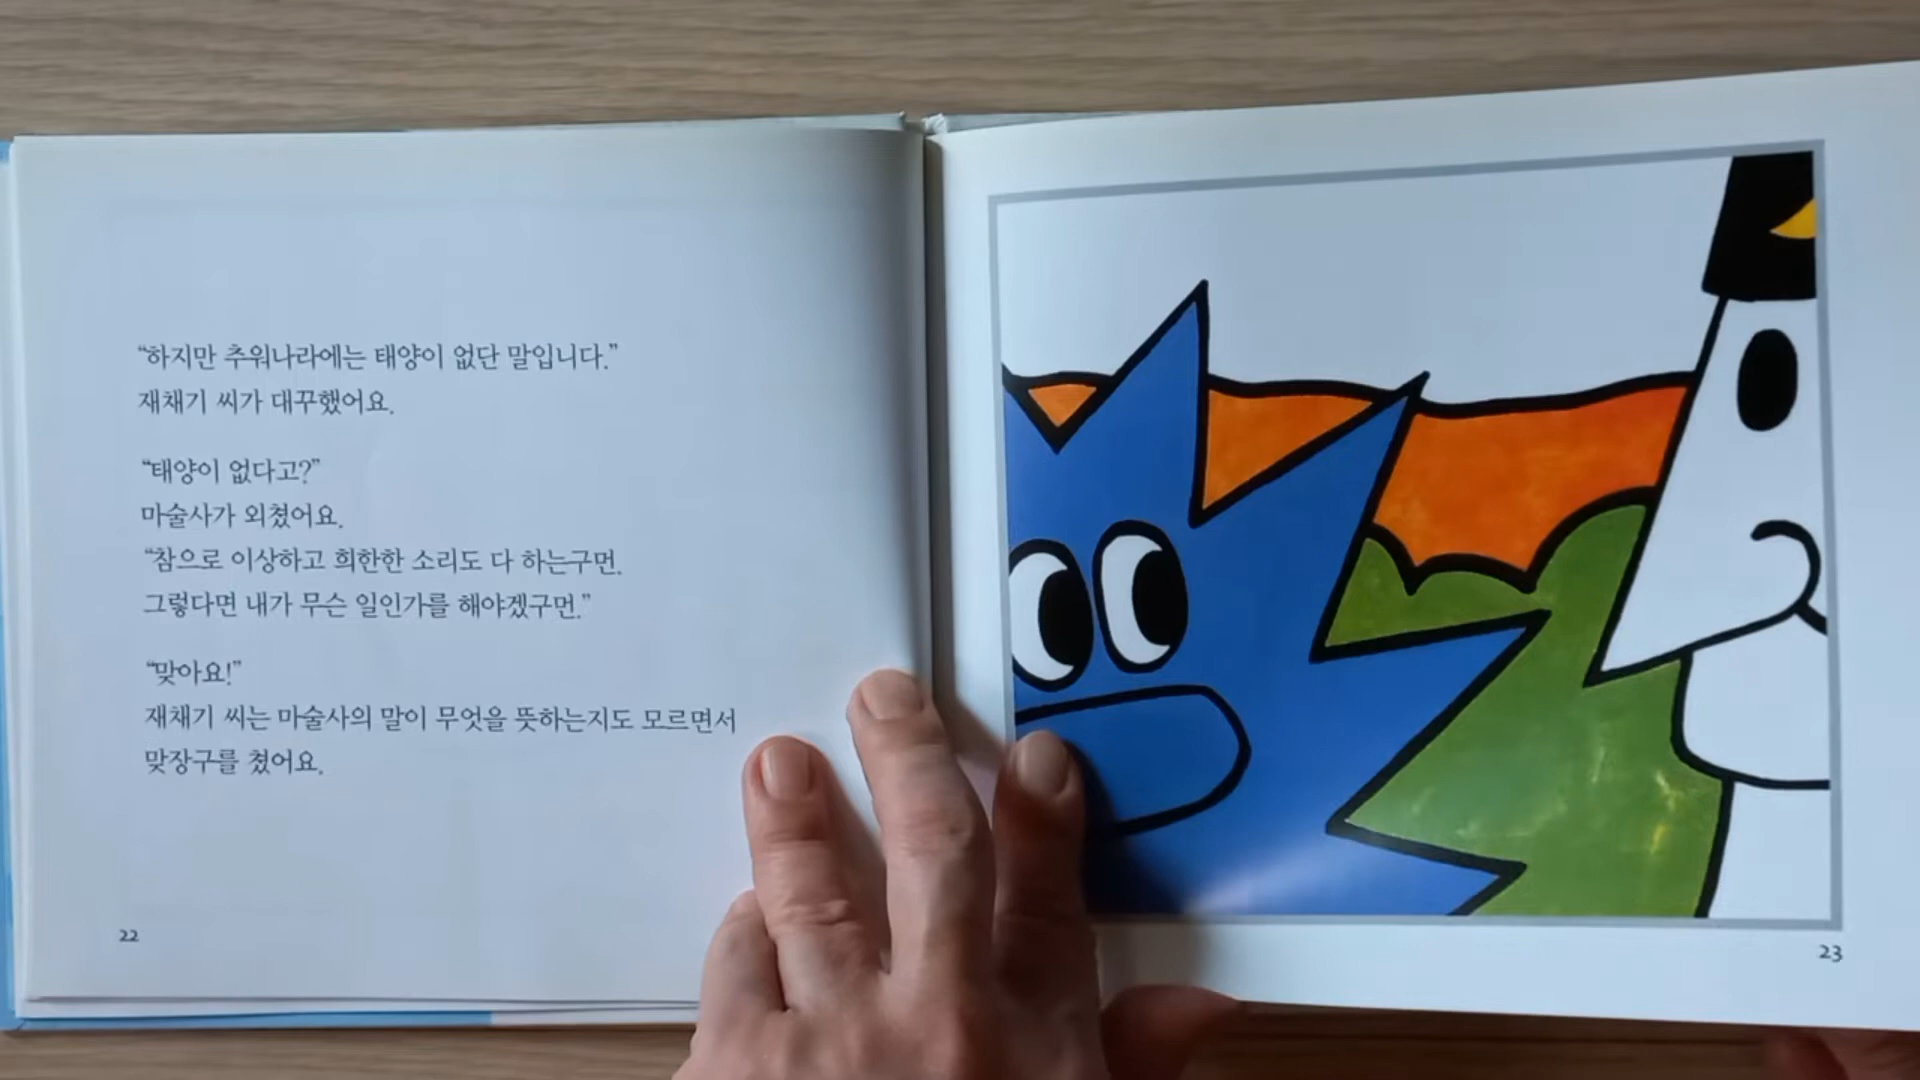 “하지만 추워나라에는 태양이 없단 말입니다.”
재채기 씨가 대꾸했어요.
“태양이 없다고?”
마술사가 외쳤어요.
“참으로 이상하고 희한한 소리도 다 하는구먼.
그렇다면 내가 무슨 일인가를 해야겠구먼.”
“맞아요!”
재채기 씨는 마술사의 말이 무엇을 뜻하는지도 모르면서
맞장구를 쳤어요.
22
23